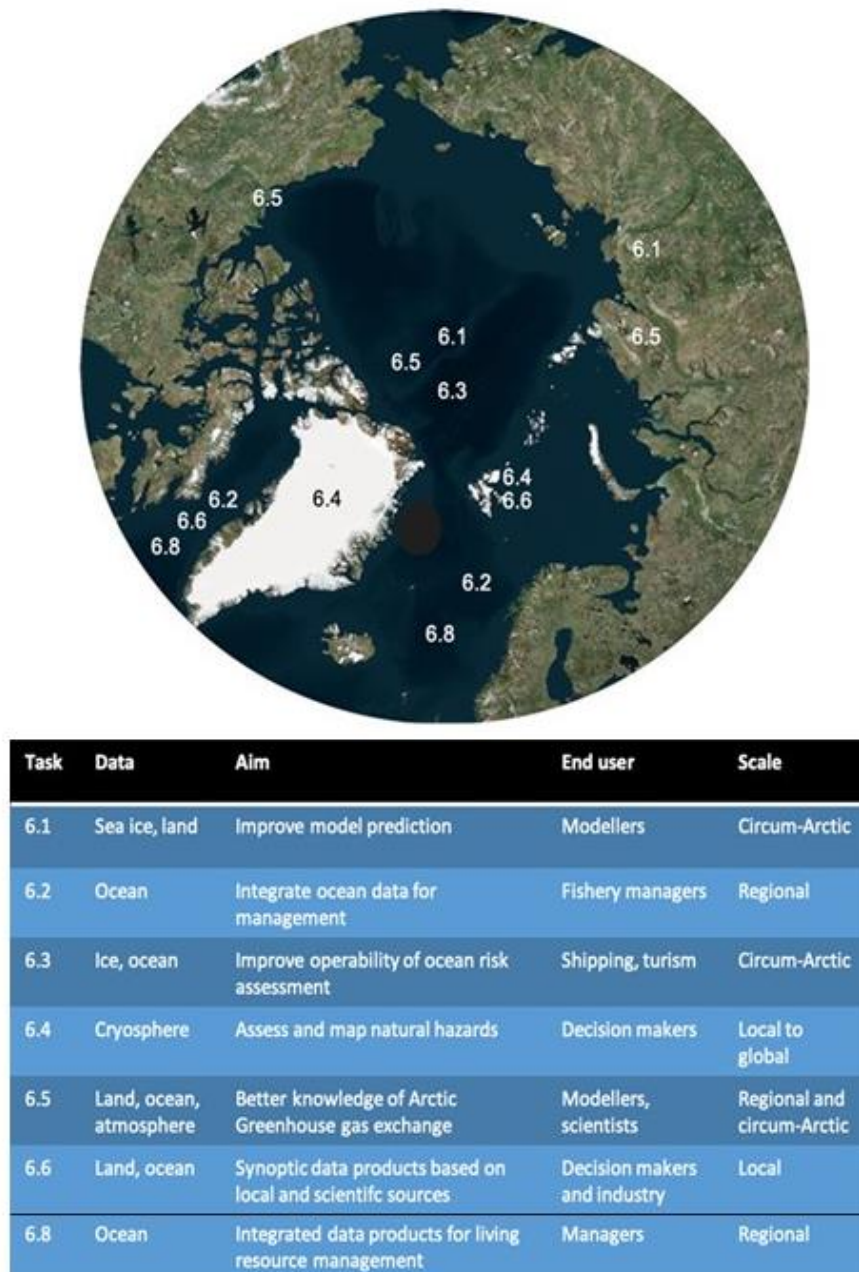 6.5
6.1
6.1
6.5
6.5
6.3
6.4
6.4
6.2
6.6
6.6
6.8
6.2
6.8
Task Data Aim End user Scale
6.1 Sea ice, land Improve model prediction Modellers Circum-Arctic
6.2 Ocean Integrate ocean data for Fishery managers Regional
management
6.3 Ice, ocean Improve operability of ocean risk Shipping, turism Circum-Arctic
assessment
6.4 Cryosphere Assess and map natural hazards Decision makers Local to
global
6.5 Land, ocean, Better knowledge of Arctic Modellers, Regional and
atmosphere Greenhouse gas exchange scientists circum-Arctic
6.6 Land, ocean Synoptic data products based on Decision makers Local
local and scientifc sources and industry
6.8 Ocean Integrated data products for living Managers Regional
resource management